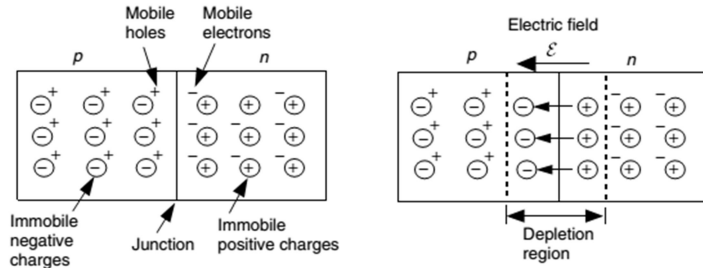 Mobile
holes
Mobile
electrons
p
n
Immobile
negative
charges
Junction
Immobile
positive charges
Electric field
ℰ
p
n
Depletion
region